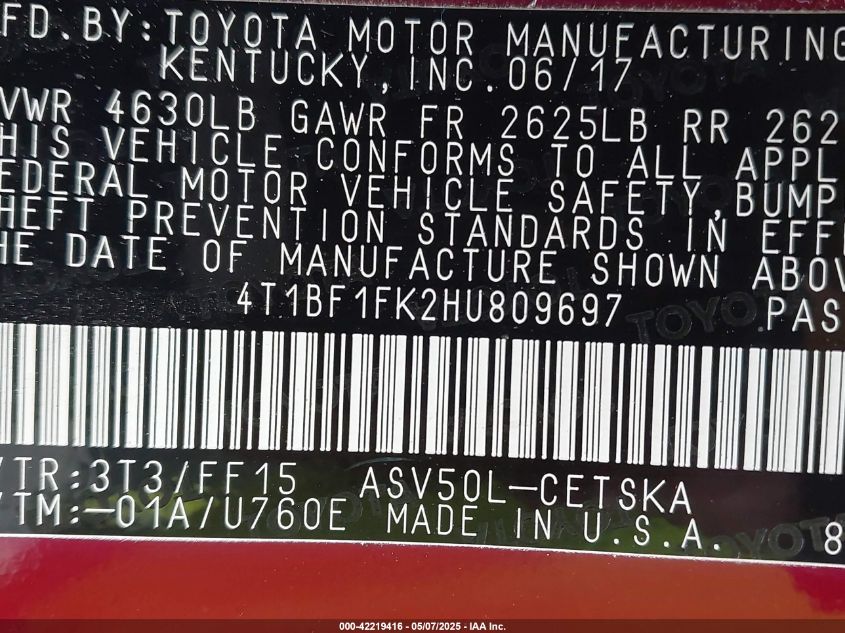 FD. BY: TOYOTA MOTOR MANUFACTURING
KENTUCKY, INC. 06/17
VWR 4630LB GAWR FR 2625LB RR 262
HIS VEHICLE CONFORMS TO ALL APPL
EDERAL MOTOR VEHICLE SAFETY, BUMP
HEFT PREVENTION STANDARDS IN EFF
HE DATE OF MANUFACTURE SHOWN ABOV
4T1BF1FK2HU809697 PAS
/TR:3T3/FF15 ASV50L-CETSKA
/TM:-01A/U760E MADE IN U.S.A. 8
000-42219416 - 05/07/2025 - IAA Inc.